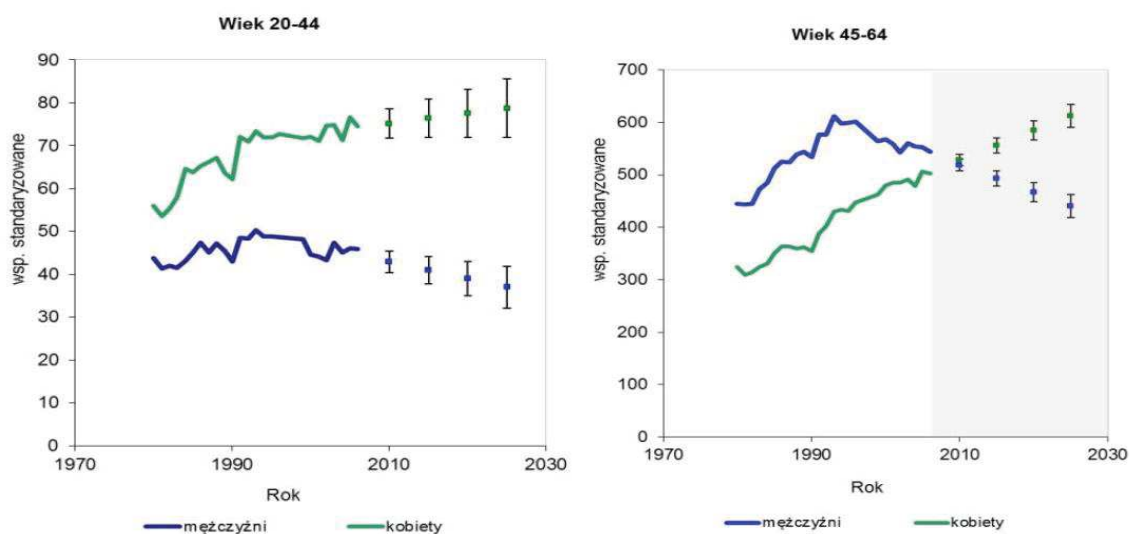 Wiek 20-44
90
80
70
60
50
40
30
20
10
0
wsp. standaryzowane
1970
1990
2010
2030
Rok
mężczyźni
kobiety
Wiek 45-64
700
600
500
400
300
200
100
0
wsp. standaryzowane
1970
1990
2010
2030
Rok
mężczyźni
kobiety